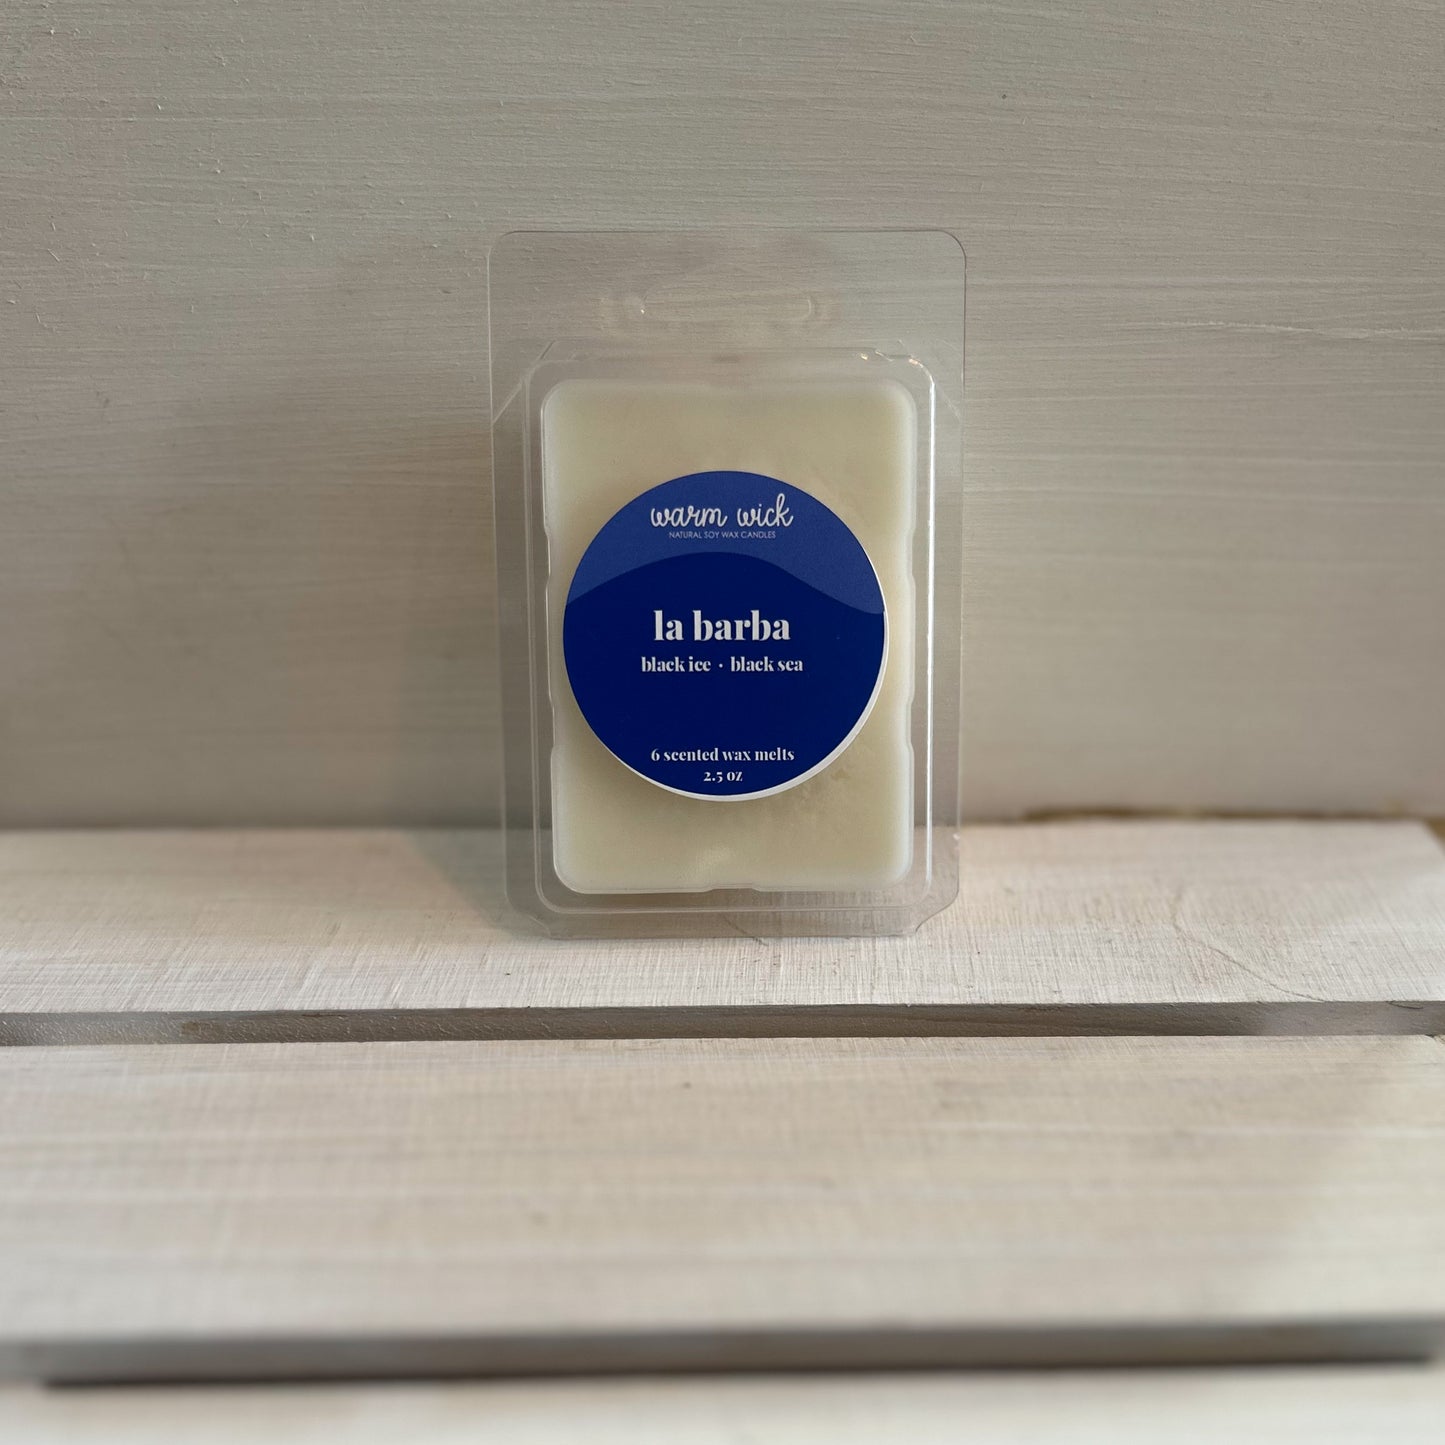 warm wick
NATURAL SOY WAX CANDLES
la barba
black ice • black sea
6 scented wax melts
2.5 oz